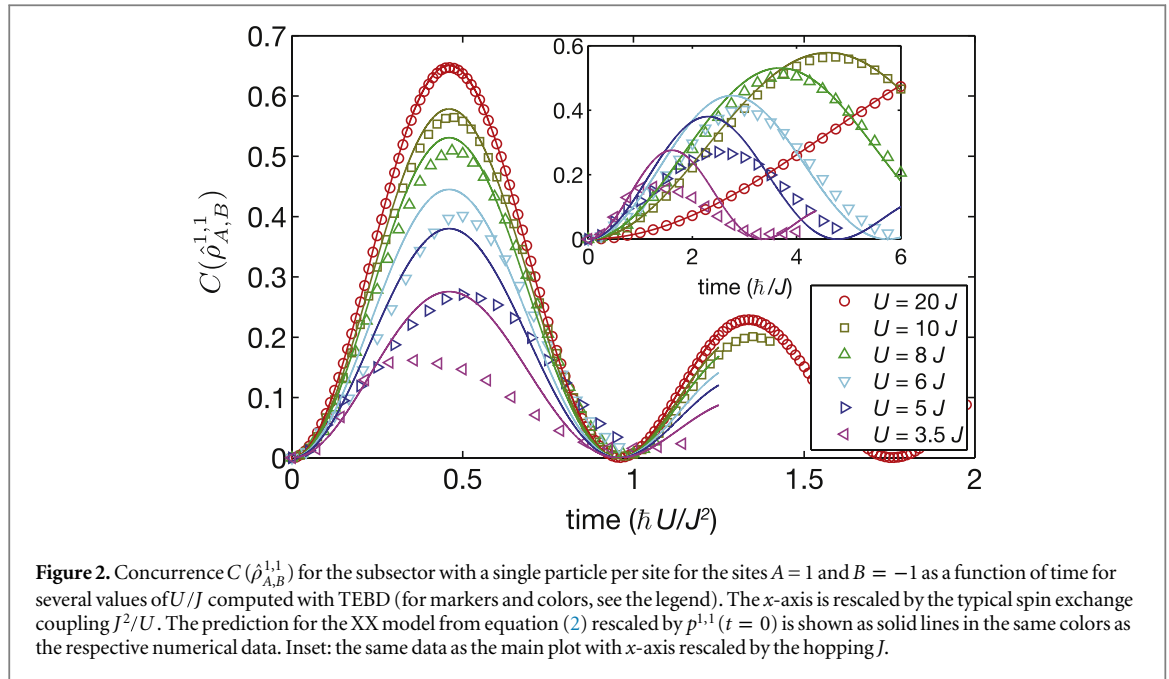 0.7
0.6
0.5
0.4
0.3
0.2
0.1
0
C(ρ̂^{1,1}_{A,B})
0 0.5 1 1.5 2
time (ħ U/J²)
0.6
0.4
0.2
0
0 2 4 6
time (ħ/J)
U = 20 J
U = 10 J
U = 8 J
U = 6 J
U = 5 J
U = 3.5 J
Figure 2. Concurrence C(ρ̂^{1,1}_{A,B}) for the subsector with a single particle per site for the sites A = 1 and B = −1 as a function of time for
several values of U/J computed with TEBD (for markers and colors, see the legend). The x-axis is rescaled by the typical spin exchange
coupling J²/U. The prediction for the XX model from equation (2) rescaled by p^{1,1}(t = 0) is shown as solid lines in the same colors as
the respective numerical data. Inset: the same data as the main plot with x-axis rescaled by the hopping J.